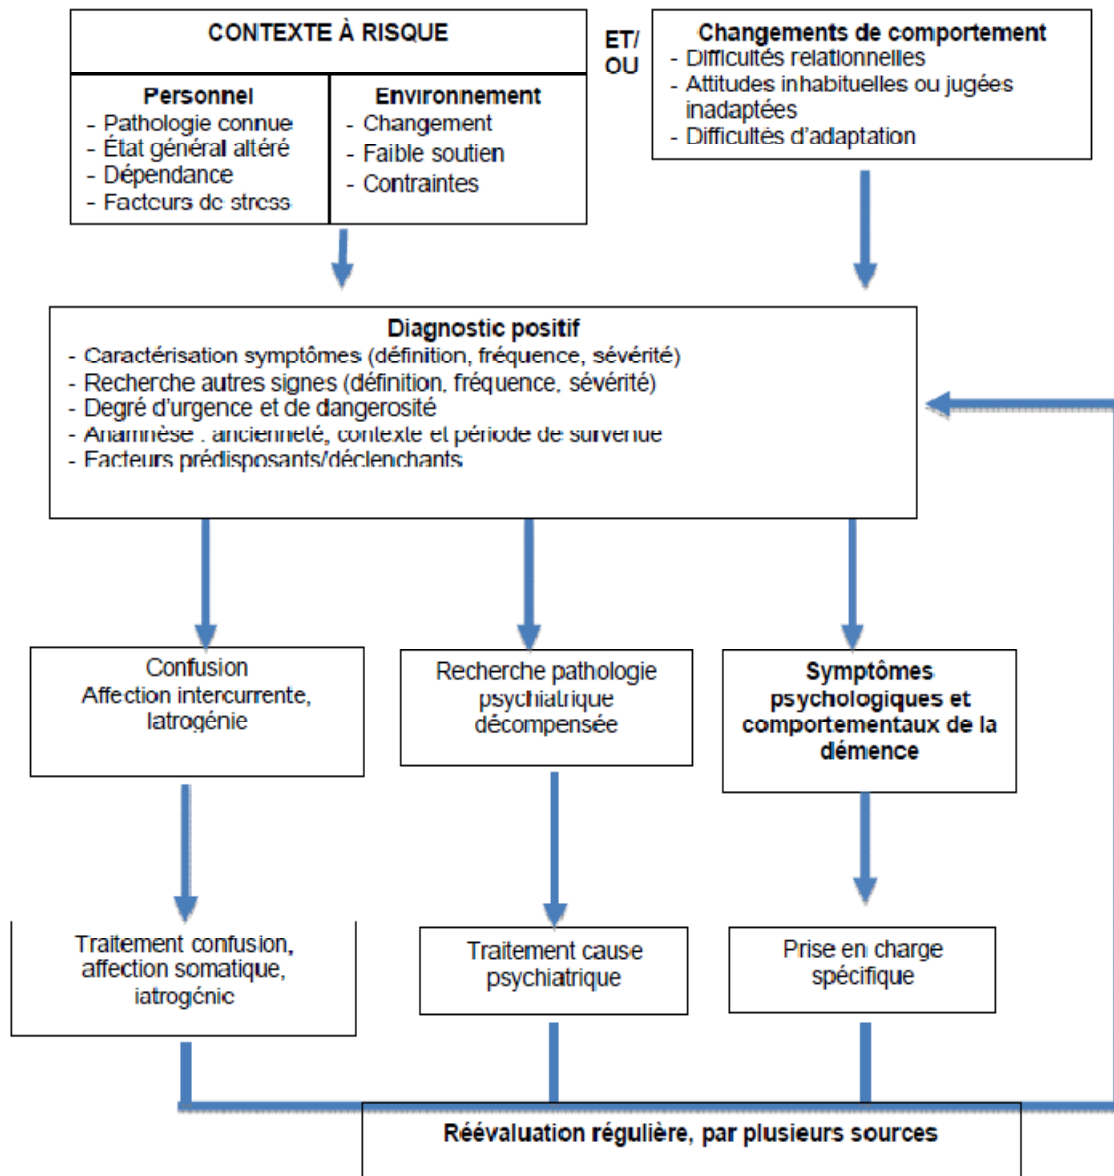 CONTEXTE À RISQUE
Personnel
- Pathologie connue
- État général altéré
- Dépendance
- Facteurs de stress
Environnement
- Changement
- Faible soutien
- Contraintes
ET/
OU
Changements de comportement
- Difficultés relationnelles
- Attitudes inhabituelles ou jugées
inadaptées
- Difficultés d'adaptation
Diagnostic positif
- Caractérisation symptômes (définition, fréquence, sévérité)
- Recherche autres signes (définition, fréquence, sévérité)
- Degré d'urgence et de dangerosité
- Anamnèse : ancienneté, contexte et période de survenue
- Facteurs prédisposants/déclenchants
Confusion
Affection intercurrente,
Iatrogénie
Recherche pathologie
psychiatrique
décompensée
Symptômes
psychologiques et
comportementaux de la
démence
Traitement confusion,
affection somatique,
iatrogénie
Traitement cause
psychiatrique
Prise en charge
spécifique
Réévaluation régulière, par plusieurs sources